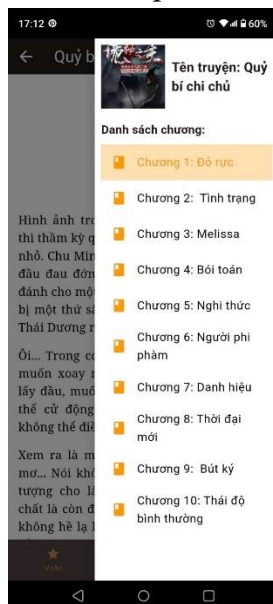 17:12
60%
Quỷ b
Tên truyện: Quỷ
bí chi chủ
Danh sách chương:
Chương 1: Đỏ rực
Chương 2: Tình trạng
Chương 3: Melissa
Chương 4: Bói toán
Chương 5: Nghi thức
Chương 6: Người phi
phàm
Chương 7: Danh hiệu
Chương 8: Thời đại
mới
Chương 9: Bút ký
Chương 10: Thái độ
bình thường
Hình ảnh trc
thì thầm kỳ q
nhỏ. Chu Min
đầu đau đớn
đánh cho mộ
bị một thứ sắ
Thái Dương r
Ôi... Trong cơ
muốn xoay r
lấy đầu, muố
thể cử động
không thể điề
Xem ra là m
mơ... Nói khô
tượng cho là
chất là còn đ
không hề lạ l
Vote